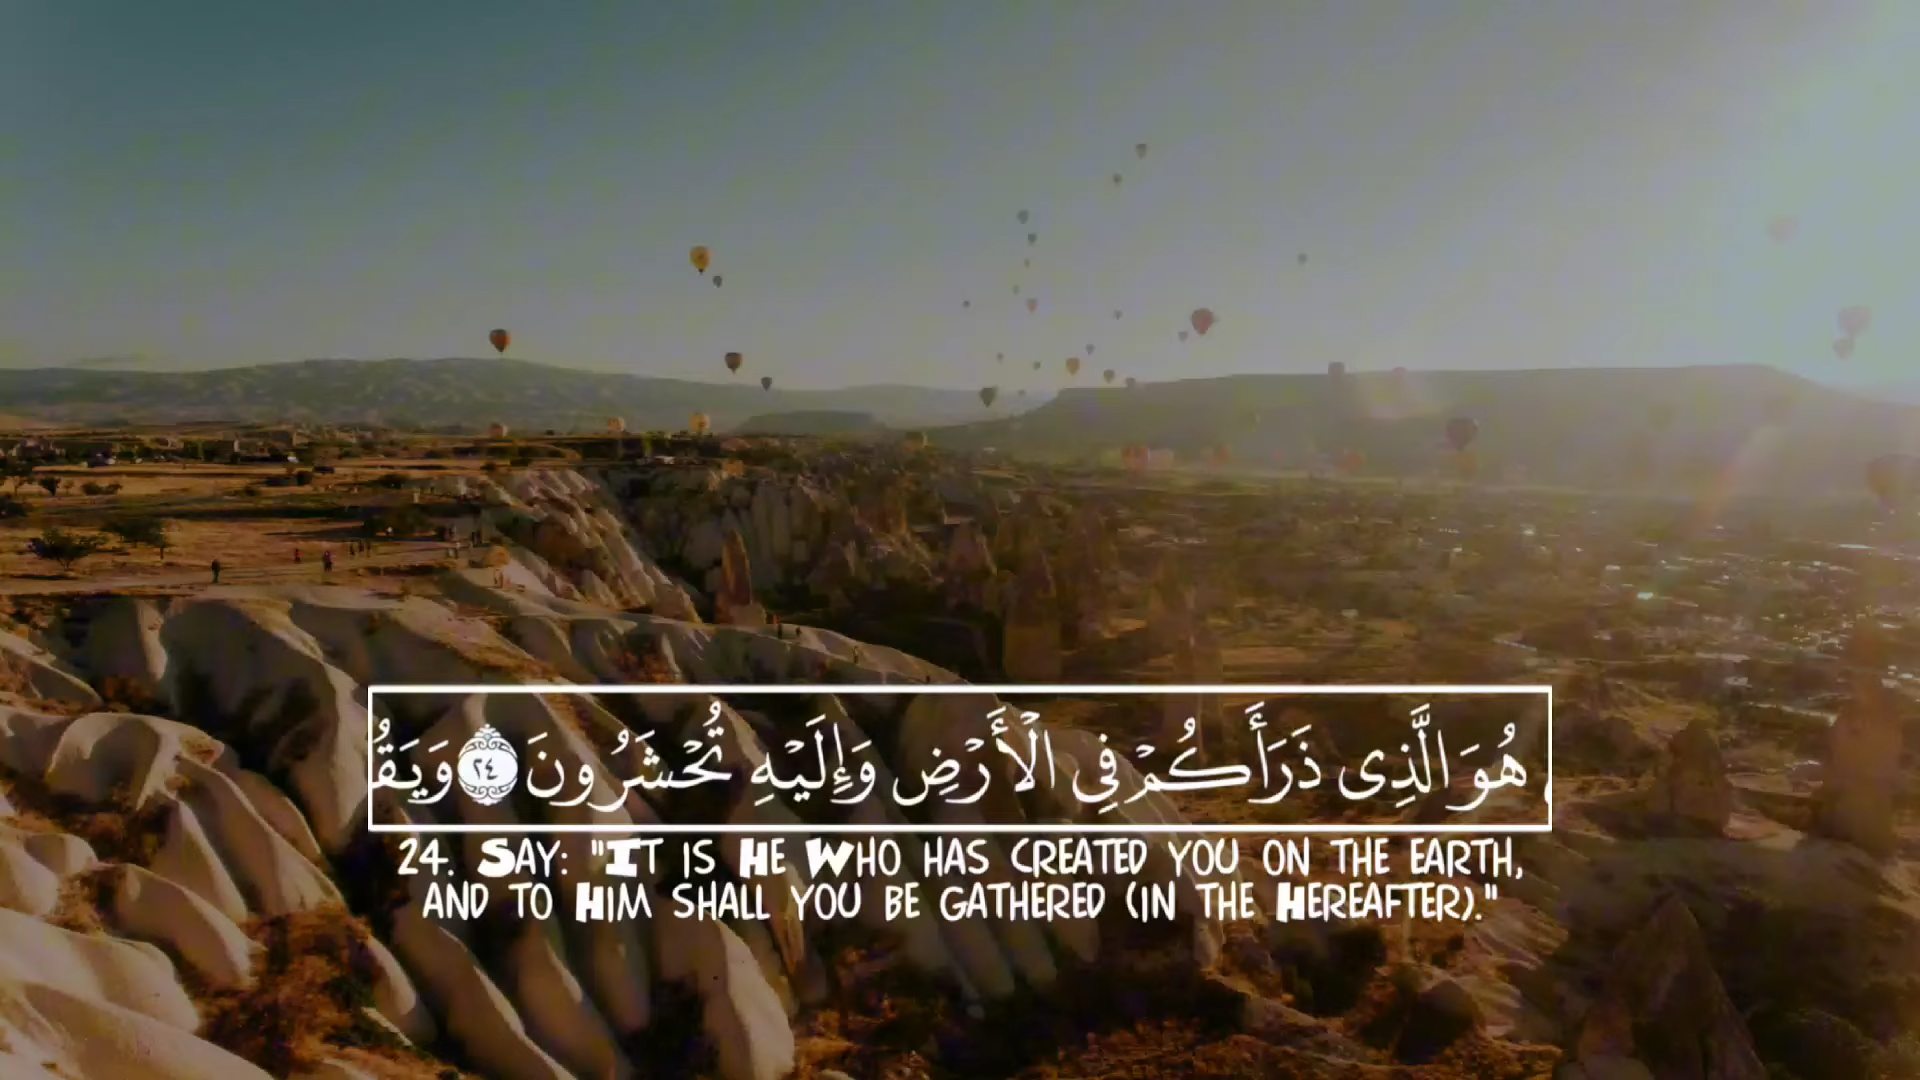 هُوَ الَّذِى ذَرَأَكُمْ فِى الْأَرْضِ وَإِلَيْهِ تُحْشَرُونَ ٢٤
24. Say: "It is He Who has created you on the earth,
and to Him shall you be gathered (in the Hereafter)."